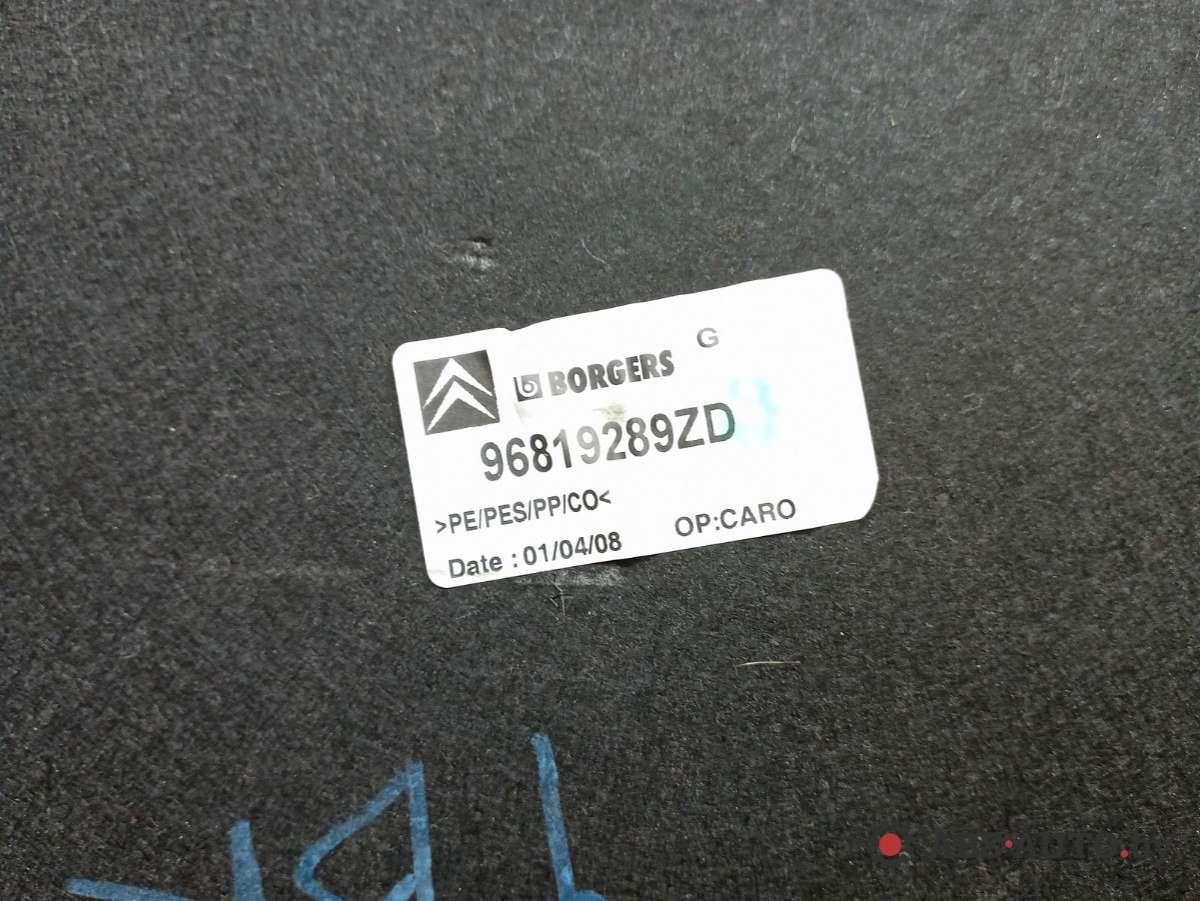 G
BORGERS
96819289ZD
>PE/PES/PP/CO<
Date : 01/04/08 OP:CARO